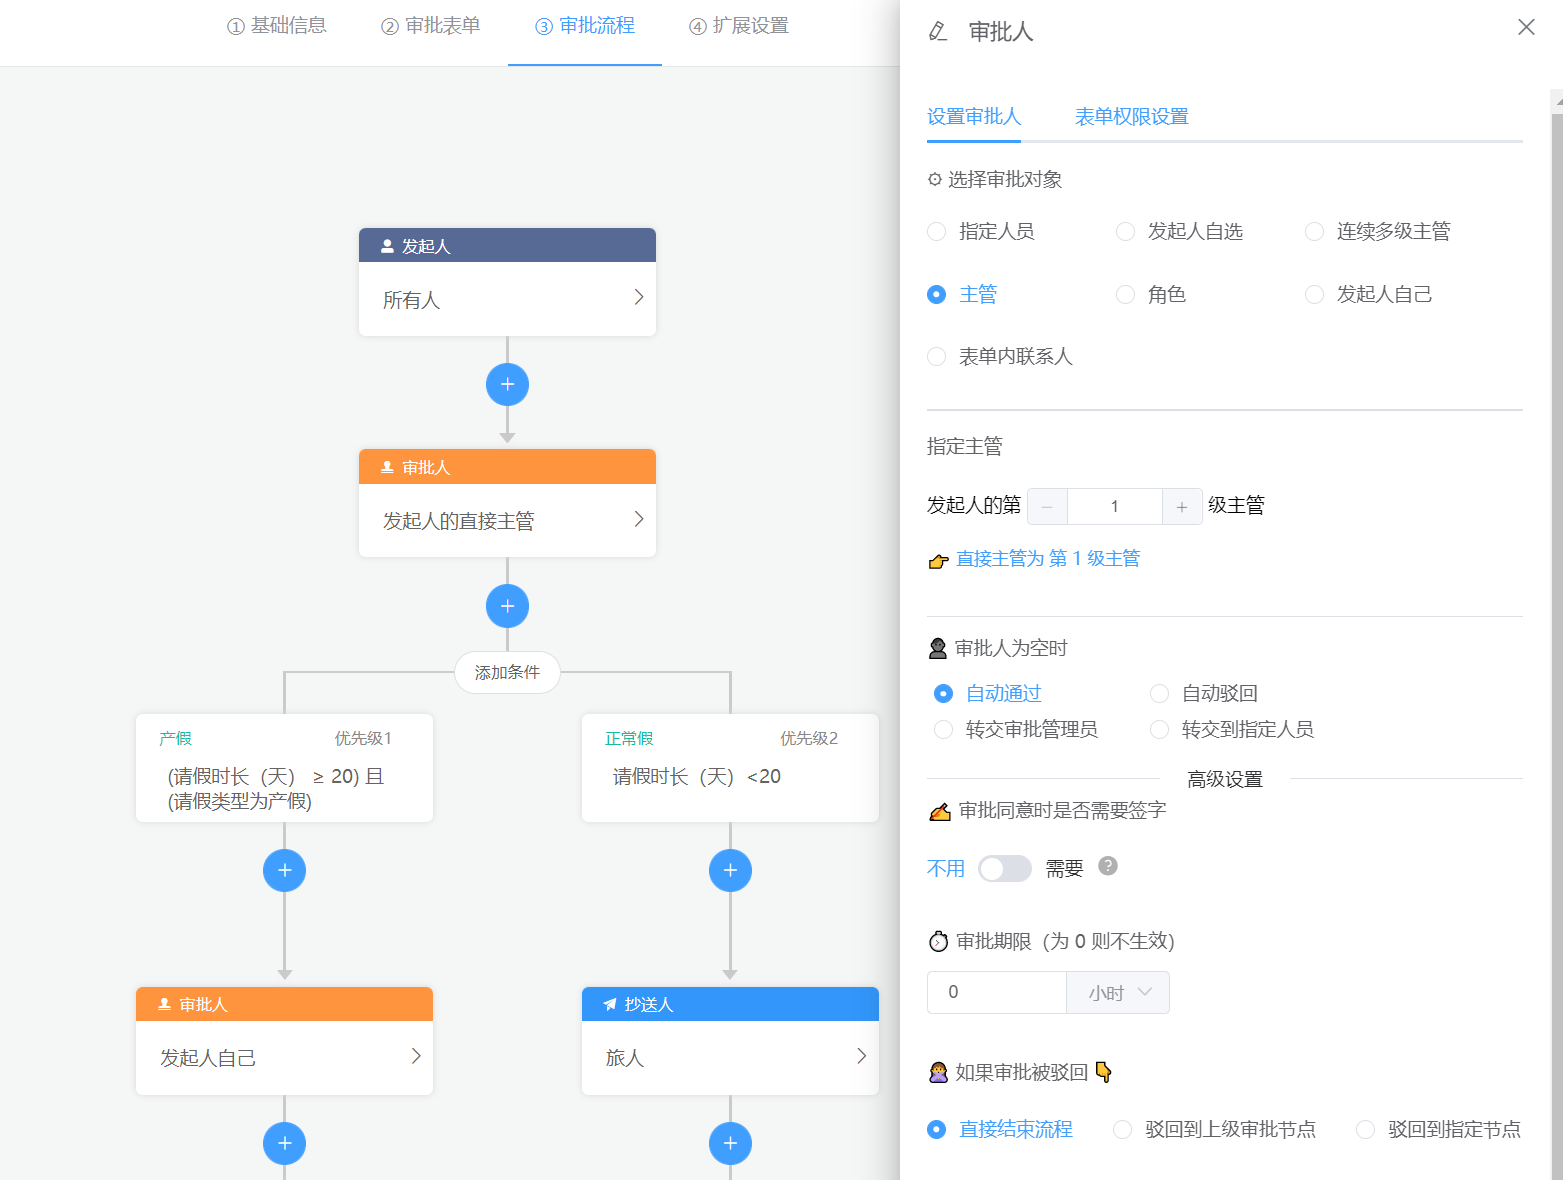 ① 基础信息 ② 审批表单 ③ 审批流程 ④ 扩展设置
发起人
所有人
审批人
发起人的直接主管
添加条件
产假 优先级1
(请假时长（天） ≥ 20) 且
(请假类型为产假)
正常假 优先级2
请假时长（天）<20
审批人
发起人自己
抄送人
旅人
审批人
设置审批人 表单权限设置
选择审批对象
指定人员 发起人自选 连续多级主管
主管 角色 发起人自己
表单内联系人
指定主管
发起人的第 − 1 + 级主管
👉 直接主管为 第 1 级主管
审批人为空时
自动通过 自动驳回
转交审批管理员 转交到指定人员
高级设置
✍ 审批同意时是否需要签字
不用 需要 ?
⏱ 审批期限（为 0 则不生效）
0 小时
如果审批被驳回👇
直接结束流程 驳回到上级审批节点 驳回到指定节点